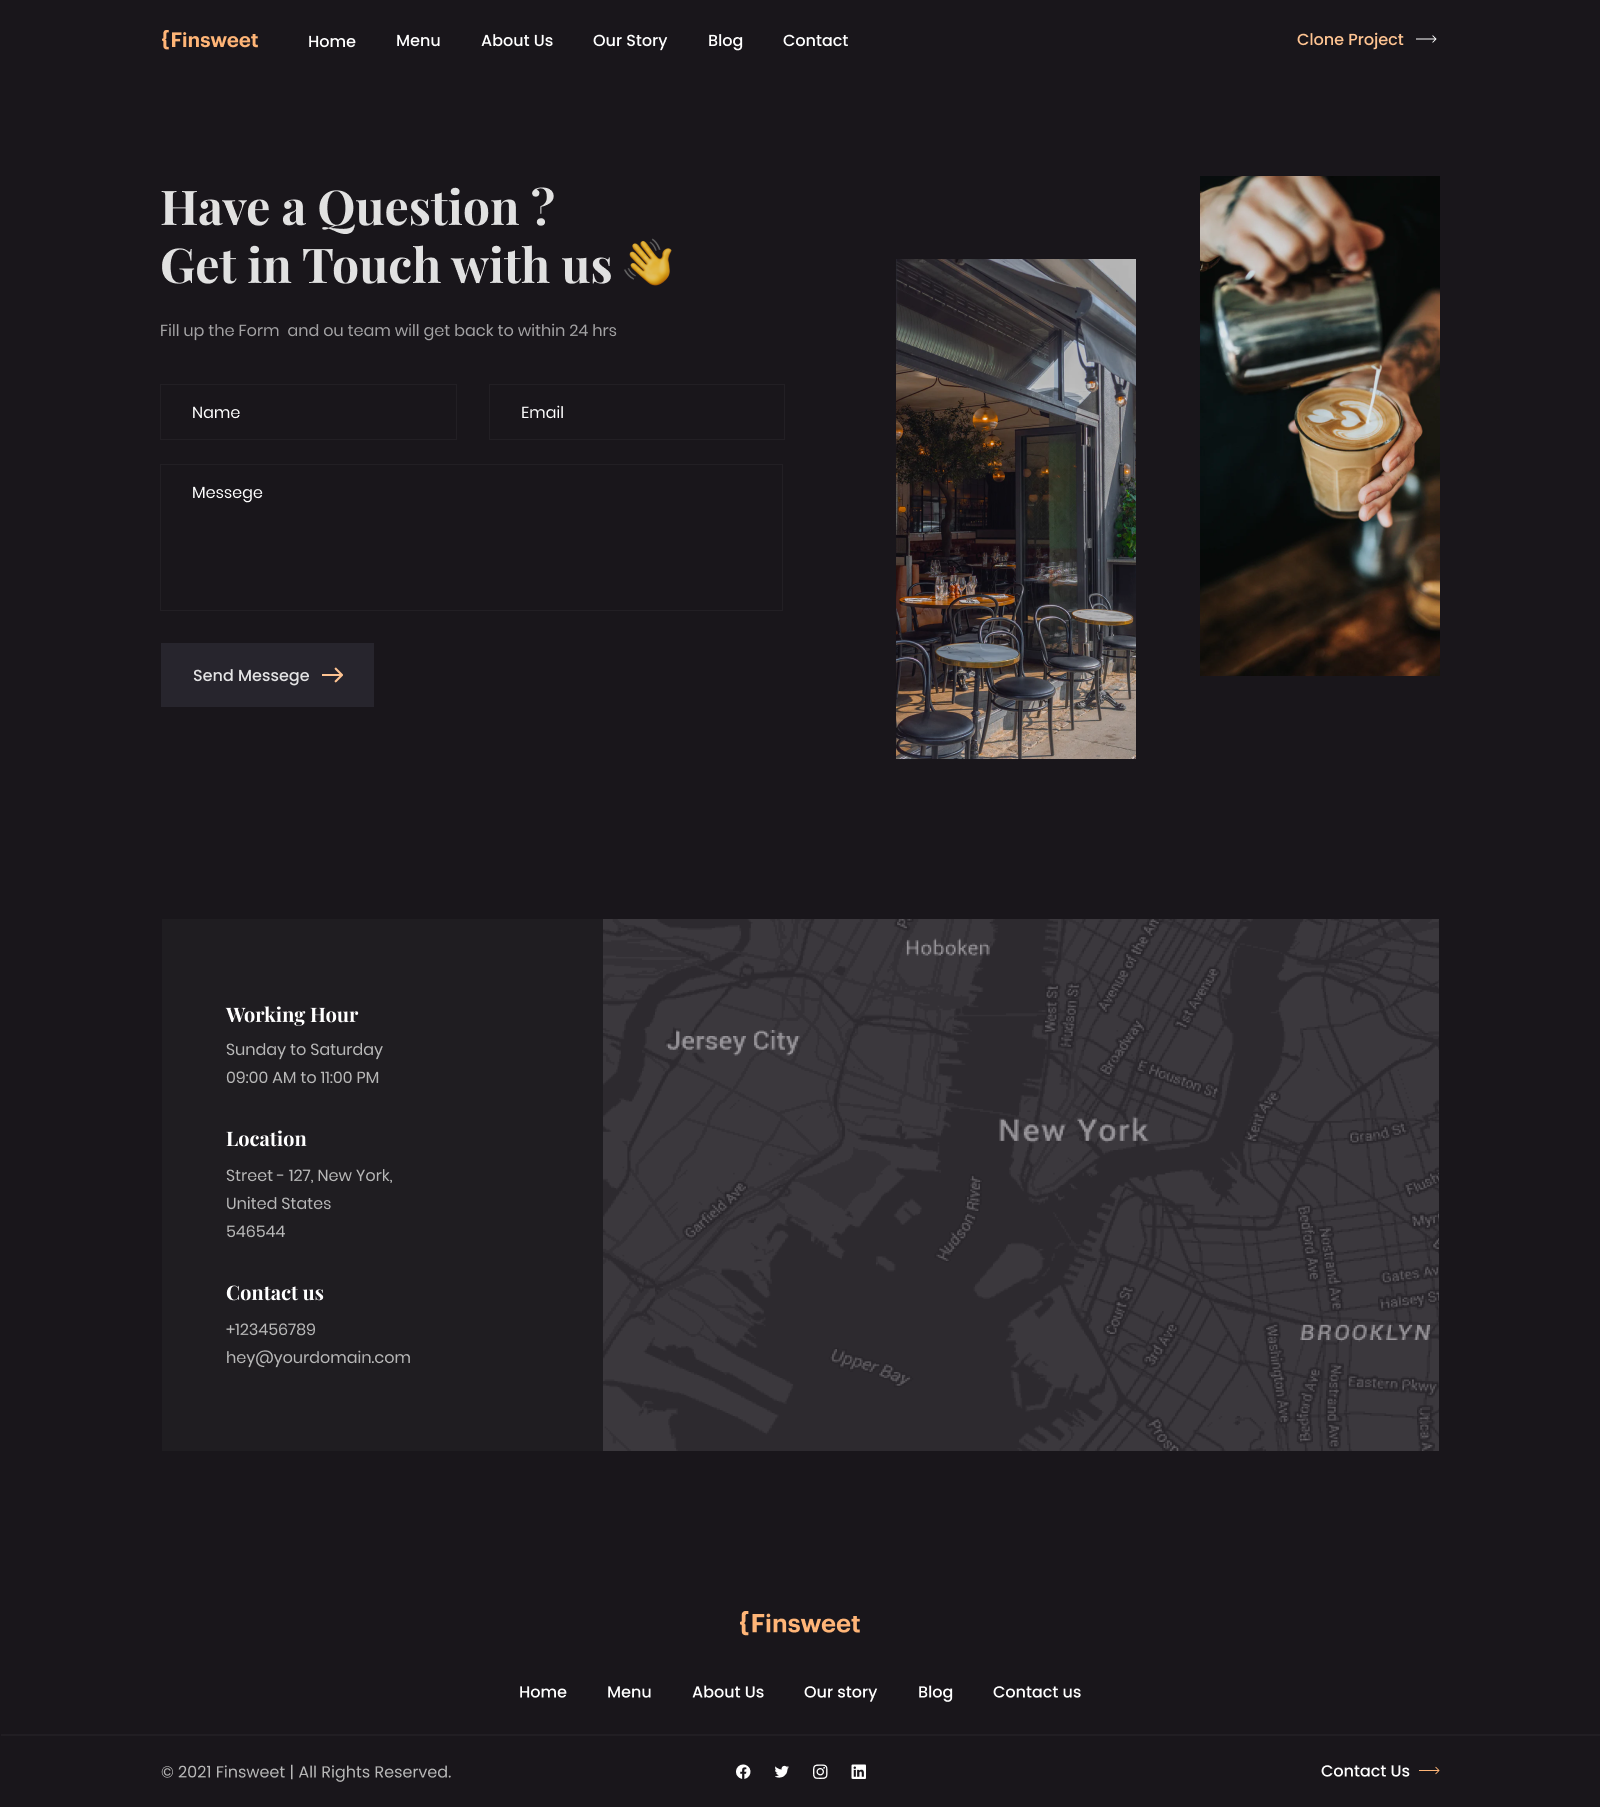 {Finsweet
Home
Menu
About Us
Our Story
Blog
Contact
Clone Project
Have a Question ?
Get in Touch with us 👋
Fill up the Form  and ou team will get back to within 24 hrs
Name
Email
Messege
Send Messege
Working Hour
Sunday to Saturday
09:00 AM to 11:00 PM
Location
Street - 127, New York,
United States
546544
Contact us
+123456789
hey@yourdomain.com
Hoboken
Jersey City
New York
West St
Hudson St
Avenue of the Am
1st Avenue
Broadway
E Houston St
Kent Ave
Grand St
Garfield Ave
Hudson River
Bedford Ave
Nostrand Ave
Gates Av
Halsey St
BROOKLYN
Court St
3rd Ave
Washington Ave
Upper Bay
Bedford Ave
Nostrand Ave
Eastern Pkwy
Utica A
{Finsweet
Home
Menu
About Us
Our story
Blog
Contact us
© 2021 Finsweet | All Rights Reserved.
Contact Us